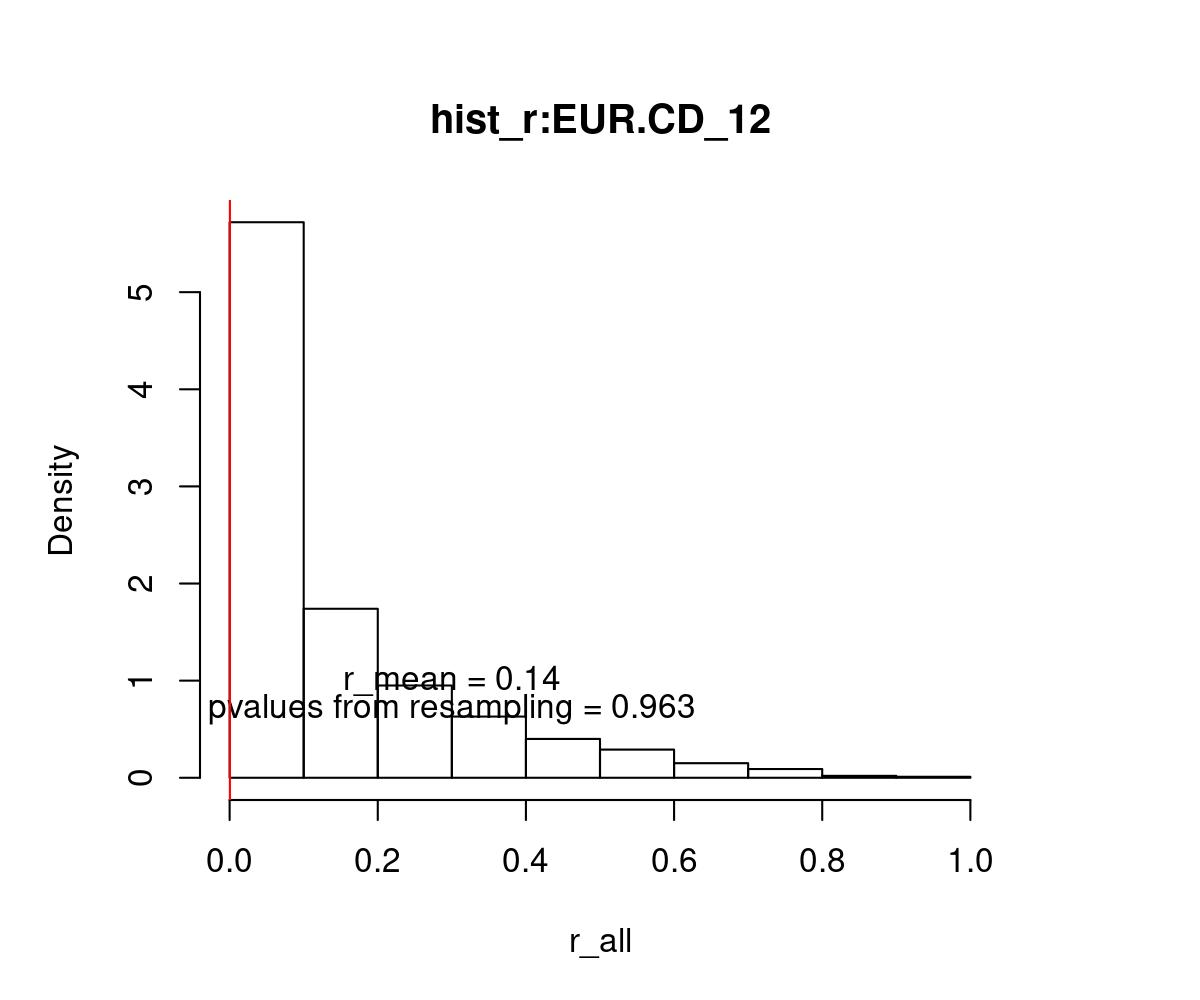 hist_r:EUR.CD_12
Density
5
4
3
2
1
0
r_mean = 0.14
pvalues from resampling = 0.963
0.0 0.2 0.4 0.6 0.8 1.0
r_all